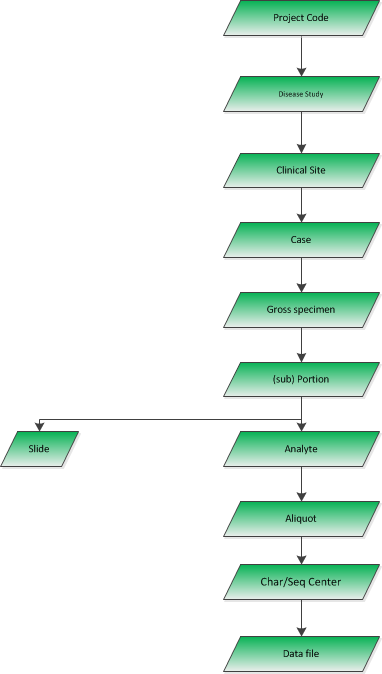 Project Code
Disease Study
Clinical Site
Case
Gross specimen
(sub) Portion
Slide
Analyte
Aliquot
Char/Seq Center
Data file